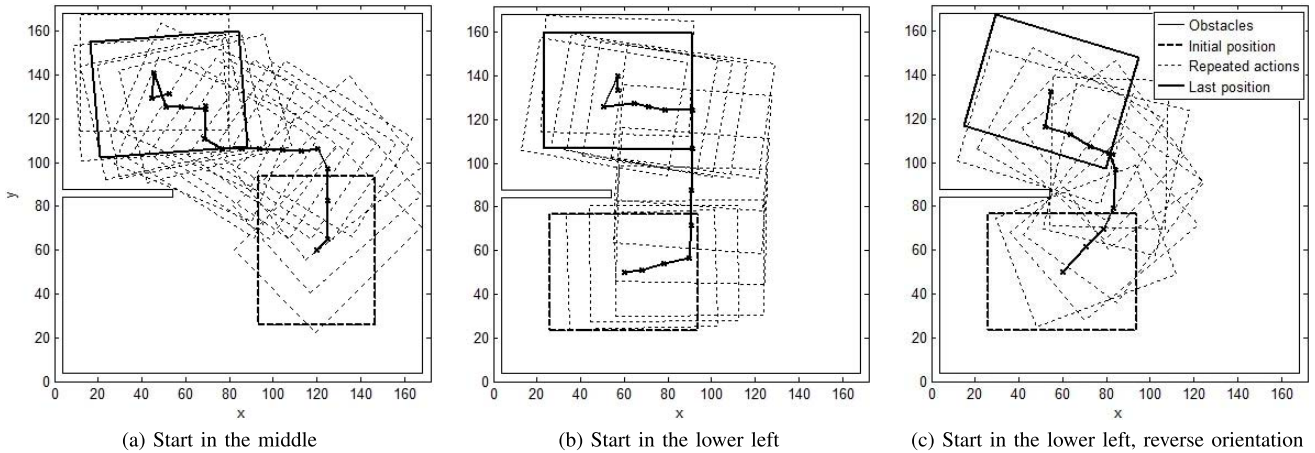 160
140
120
100
80
60
40
20
0
y
0 20 40 60 80 100 120 140 160
x
(a) Start in the middle
160
140
120
100
80
60
40
20
0
0 20 40 60 80 100 120 140 160
x
(b) Start in the lower left
160
140
120
100
80
60
40
20
0
0 20 40 60 80 100 120 140 160
x
Obstacles
Initial position
Repeated actions
Last position
(c) Start in the lower left, reverse orientation